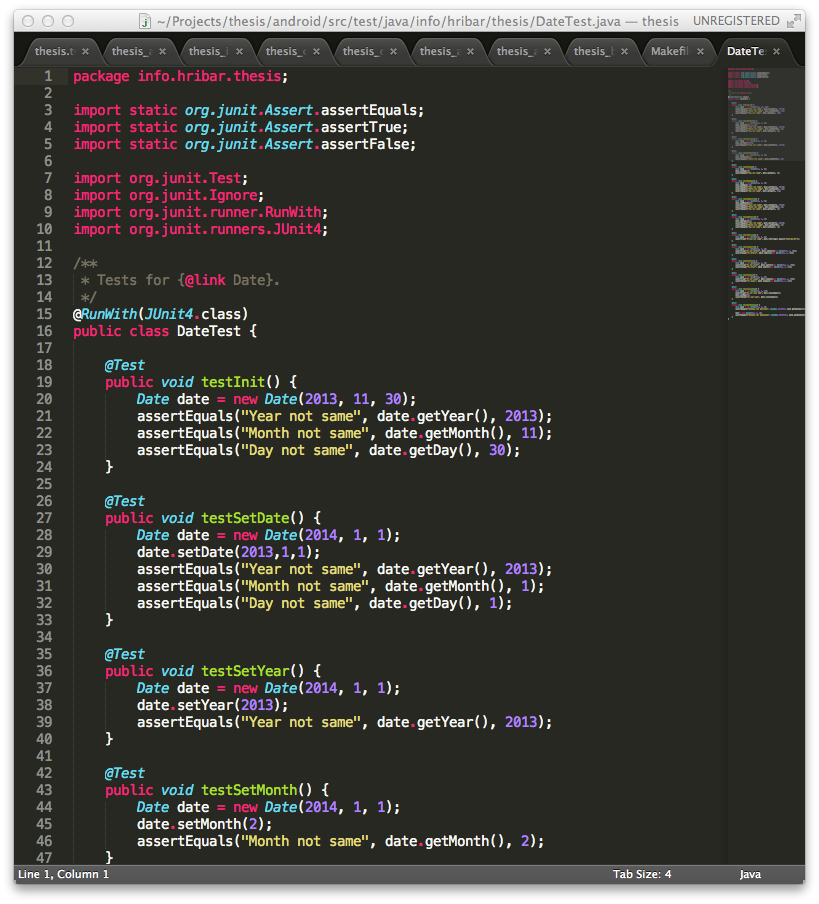 ~/Projects/thesis/android/src/test/java/info/hribar/thesis/DateTest.java — thesis UNREGISTERED
thesis.t × thesis_ × thesis_i × thesis_ × thesis_ × thesis_ × thesis_ × thesis_l × Makefil × DateTe ×
1 package info.hribar.thesis;
2
3 import static org.junit.Assert.assertEquals;
4 import static org.junit.Assert.assertTrue;
5 import static org.junit.Assert.assertFalse;
6
7 import org.junit.Test;
8 import org.junit.Ignore;
9 import org.junit.runner.RunWith;
10 import org.junit.runners.JUnit4;
11
12 /**
13  * Tests for {@link Date}.
14  */
15 @RunWith(JUnit4.class)
16 public class DateTest {
17
18     @Test
19     public void testInit() {
20         Date date = new Date(2013, 11, 30);
21         assertEquals("Year not same", date.getYear(), 2013);
22         assertEquals("Month not same", date.getMonth(), 11);
23         assertEquals("Day not same", date.getDay(), 30);
24     }
25
26     @Test
27     public void testSetDate() {
28         Date date = new Date(2014, 1, 1);
29         date.setDate(2013,1,1);
30         assertEquals("Year not same", date.getYear(), 2013);
31         assertEquals("Month not same", date.getMonth(), 1);
32         assertEquals("Day not same", date.getDay(), 1);
33     }
34
35     @Test
36     public void testSetYear() {
37         Date date = new Date(2014, 1, 1);
38         date.setYear(2013);
39         assertEquals("Year not same", date.getYear(), 2013);
40     }
41
42     @Test
43     public void testSetMonth() {
44         Date date = new Date(2014, 1, 1);
45         date.setMonth(2);
46         assertEquals("Month not same", date.getMonth(), 2);
47     }
Line 1, Column 1 Tab Size: 4 Java